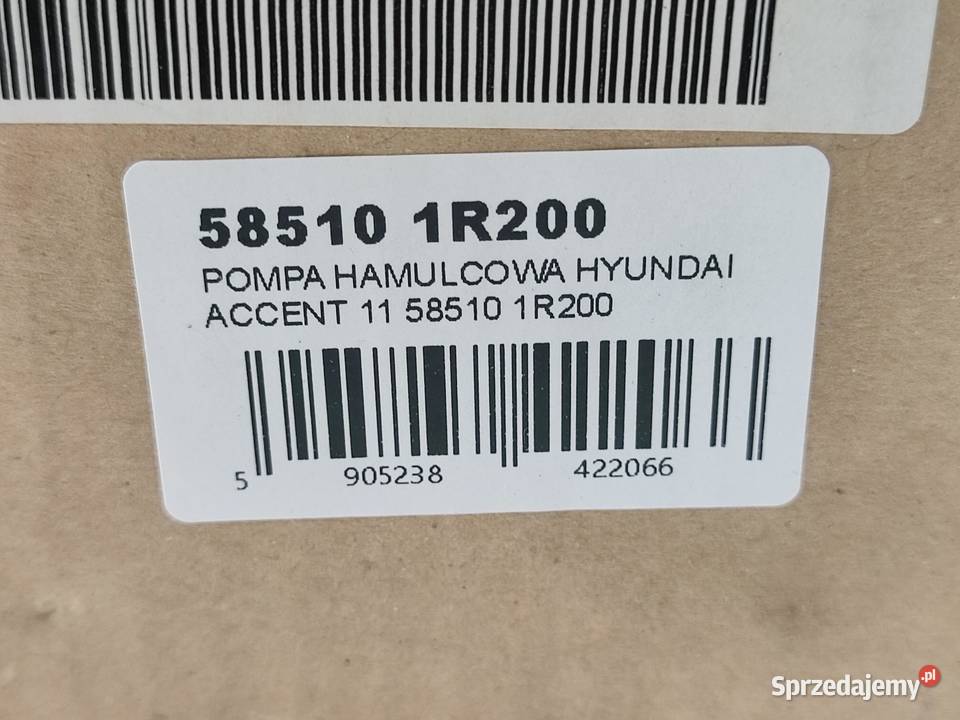 58510 1R200
POMPA HAMULCOWA HYUNDAI
ACCENT 11 58510 1R200
5 905238 422066
Sprzedajemy.pl